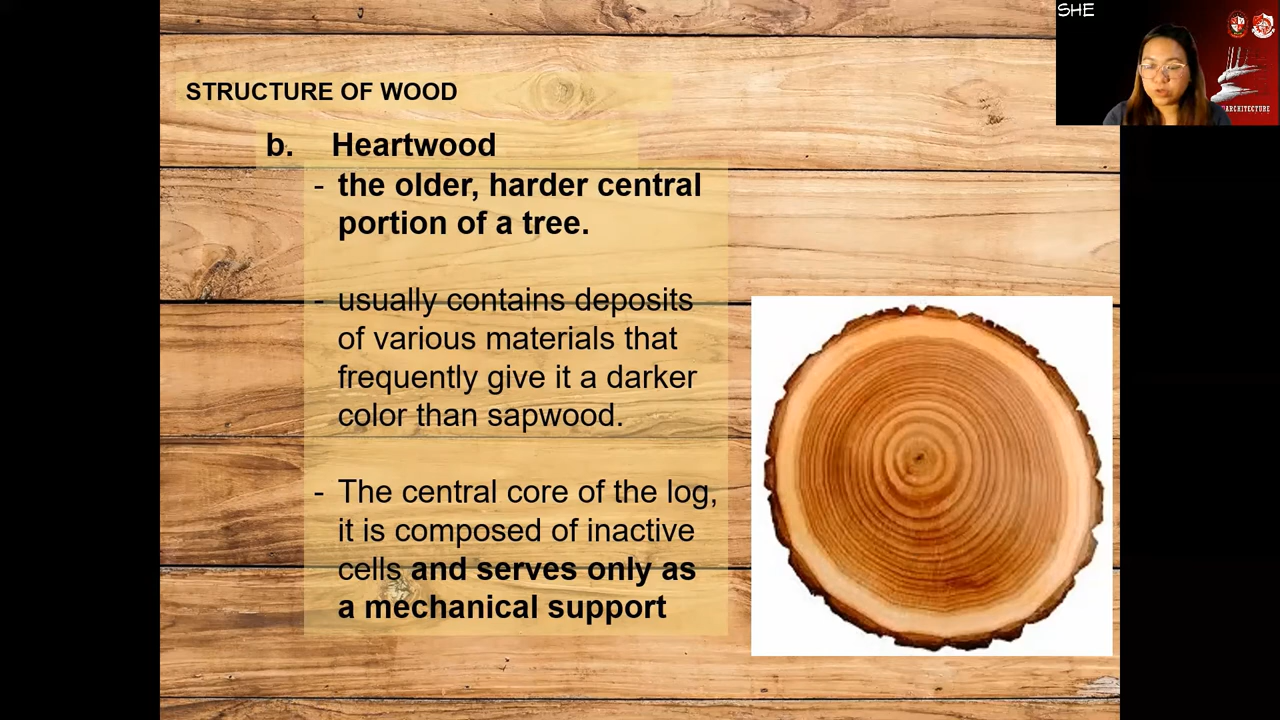 SHE
STRUCTURE OF WOOD
b. Heartwood
- the older, harder central
portion of a tree.
- usually contains deposits
of various materials that
frequently give it a darker
color than sapwood.
- The central core of the log,
it is composed of inactive
cells and serves only as
a mechanical support